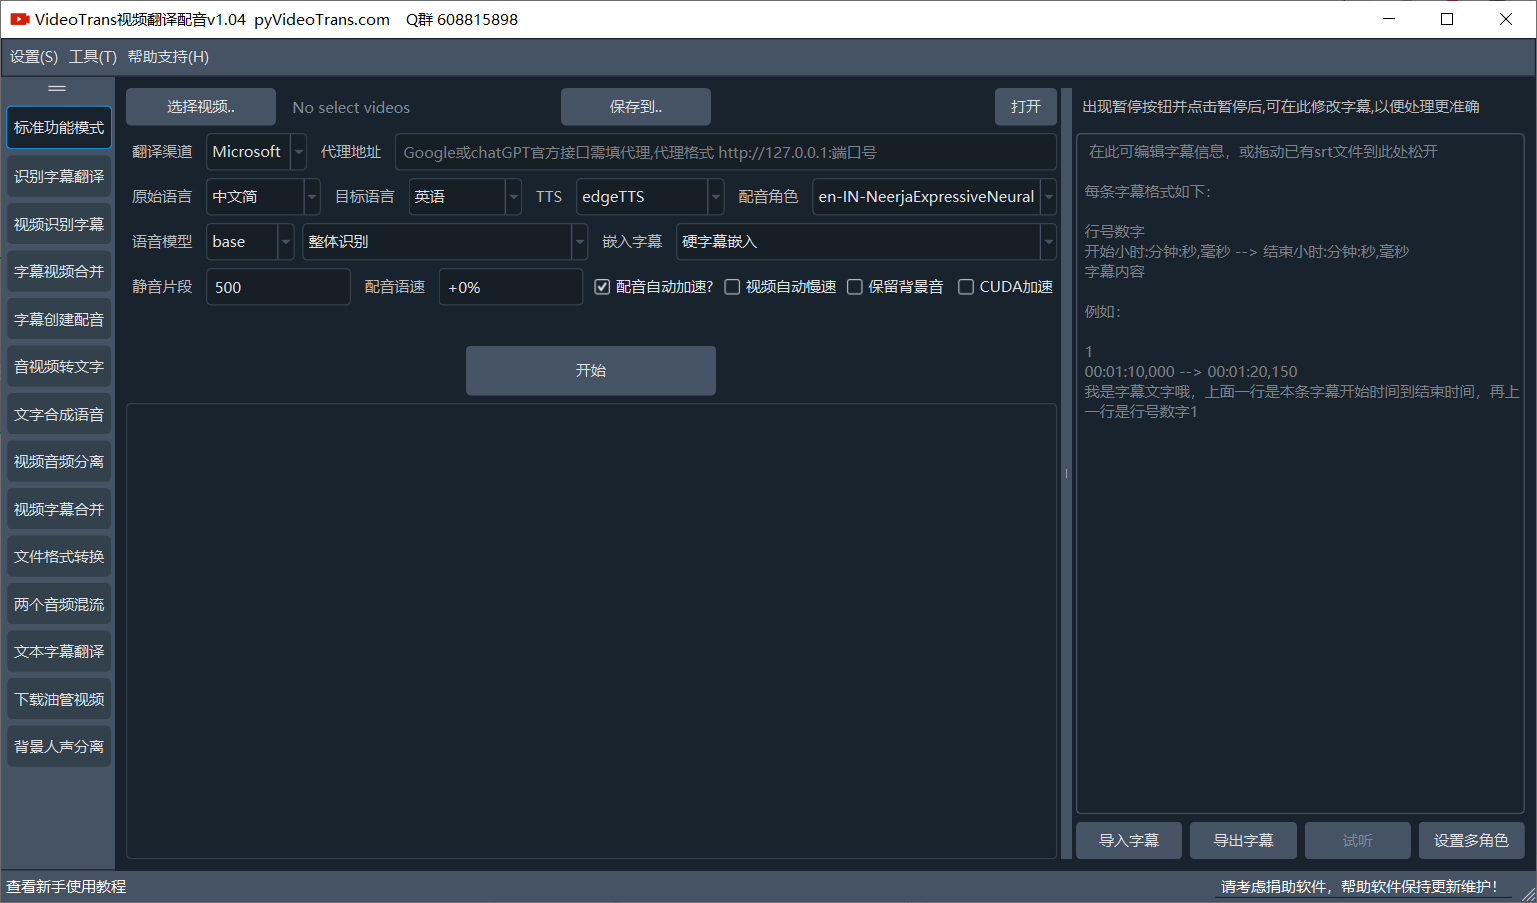 VideoTrans视频翻译配音v1.04  pyVideoTrans.com    Q群 608815898
设置(S)  工具(T)  帮助支持(H)
标准功能模式
识别字幕翻译
视频识别字幕
字幕视频合并
字幕创建配音
音视频转文字
文字合成语音
视频音频分离
视频字幕合并
文件格式转换
两个音频混流
文本字幕翻译
下载油管视频
背景人声分离
选择视频..  No select videos  保存到..  打开
翻译渠道  Microsoft  代理地址  Google或chatGPT官方接口需填代理,代理格式 http://127.0.0.1:端口号
原始语言  中文简  目标语言  英语  TTS  edgeTTS  配音角色  en-IN-NeerjaExpressiveNeural
语音模型  base  整体识别  嵌入字幕  硬字幕嵌入
静音片段  500  配音语速  +0%  配音自动加速?  视频自动慢速  保留背景音  CUDA加速
开始
出现暂停按钮并点击暂停后,可在此修改字幕,以便处理更准确
在此可编辑字幕信息，或拖动已有srt文件到此处松开
每条字幕格式如下：
行号数字
开始小时:分钟:秒,毫秒 --> 结束小时:分钟:秒,毫秒
字幕内容
例如：
1
00:01:10,000 --> 00:01:20,150
我是字幕文字哦，上面一行是本条字幕开始时间到结束时间，再上
一行是行号数字1
导入字幕  导出字幕  试听  设置多角色
查看新手使用教程  请考虑捐助软件，帮助软件保持更新维护！